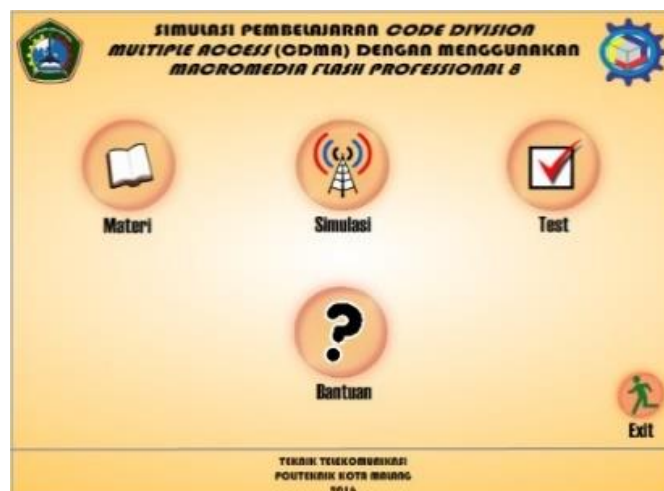 SIMULASI PEMBELAJARAN CODE DIVISION
MULTIPLE ACCESS (CDMA) DENGAN MENGGUNAKAN
MACROMEDIA FLASH PROFESSIONAL 8
Materi
Simulasi
Test
Bantuan
Exit
TEKNIK TELEKOMUNIKASI
POLITEKNIK KOTA MALANG